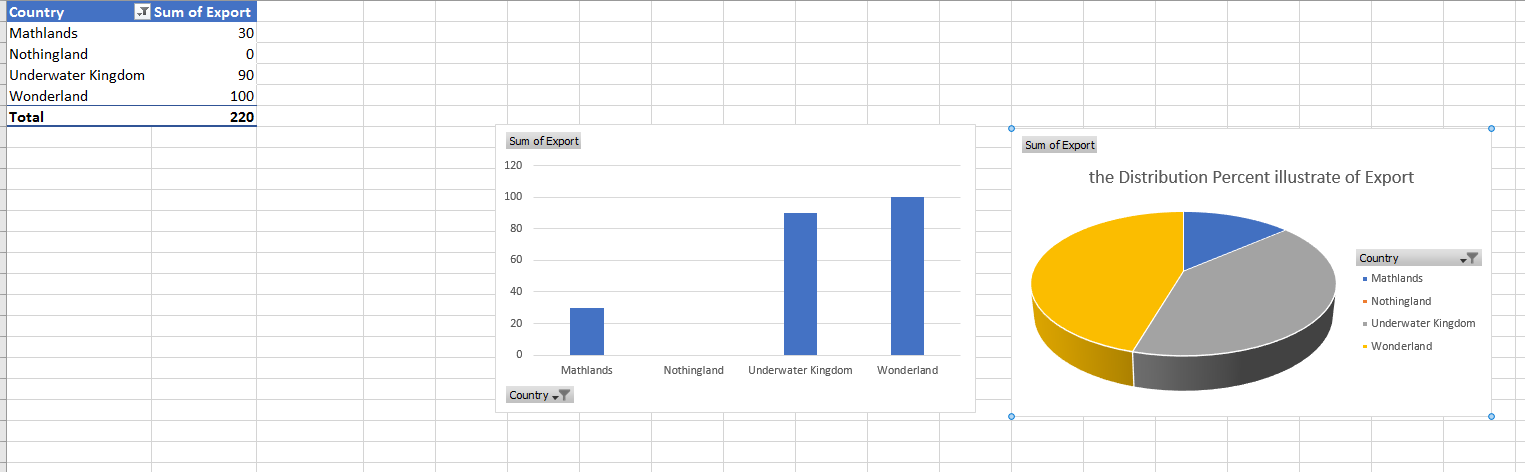 Country Sum of Export
Mathlands 30
Nothingland 0
Underwater Kingdom 90
Wonderland 100
Total 220
Sum of Export
120
100
80
60
40
20
0
Mathlands Nothingland Underwater Kingdom Wonderland
Country
Sum of Export
the Distribution Percent illustrate of Export
Country
Mathlands
Nothingland
Underwater Kingdom
Wonderland